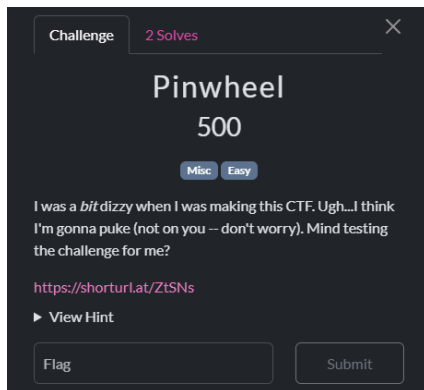 Challenge
2 Solves
Pinwheel
500
Misc Easy
I was a bit dizzy when I was making this CTF. Ugh...I think
I'm gonna puke (not on you -- don't worry). Mind testing
the challenge for me?
https://shorturl.at/ZtSNs
View Hint
Flag
Submit